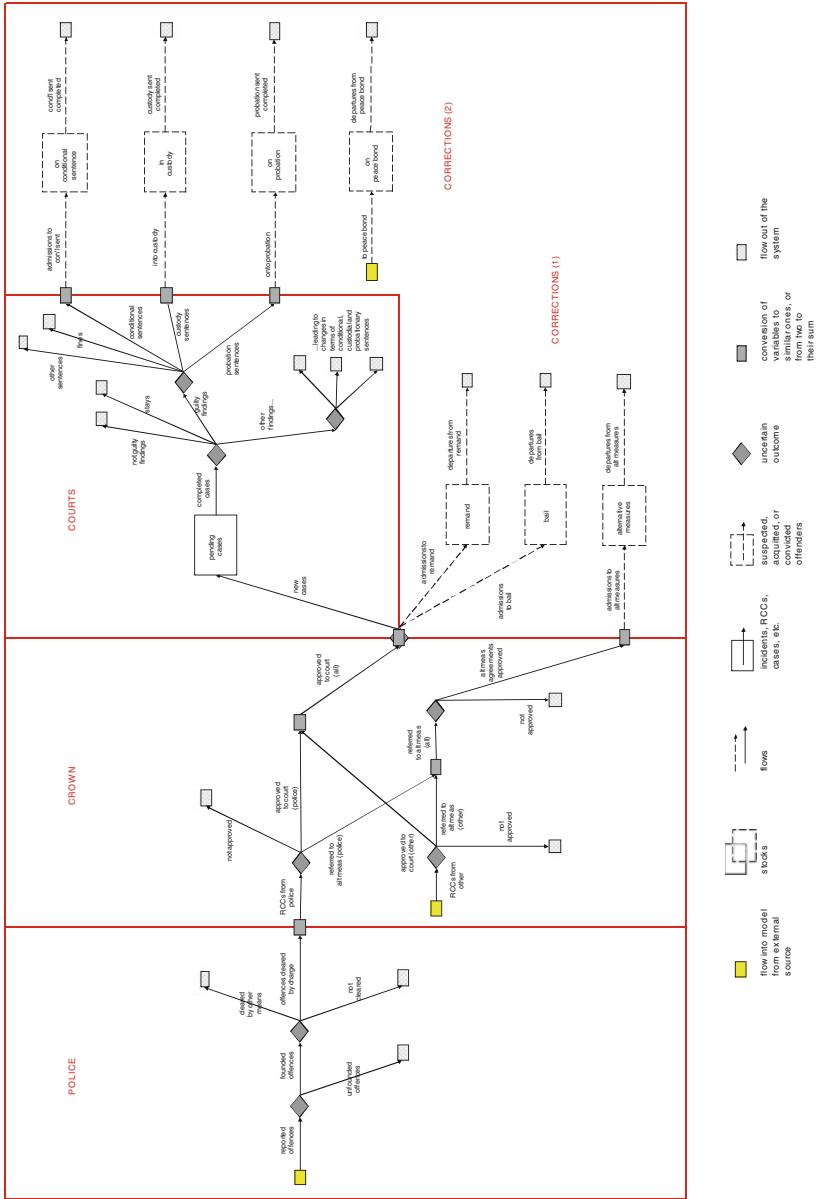 POLICE
reported
offences
founded
offences
unfounded
offences
cleared
by other
means
offences cleared
by charge
not
cleared
CROWN
RCCs from
police
not approved
approved
to court
(police)
referred to
alt meas (police)
approved to
court (other)
RCCs from
other
referred to
alt meas
(other)
not
approved
referred
to alt meas
(all)
approved
to court
(all)
alt meas
agreements
approved
not
approved
COURTS
new
cases
pending
cases
completed
cases
not guilty
findings
stays
guilty
findings
other
findings...
other
sentences
fines
conditional
sentences
custody
sentences
probation
sentences
...leading to
changes in
terms of
conditional,
custodial and
probationary
sentences
CORRECTIONS (1)
admissions to
remand
remand
departures from
remand
admissions
to bail
bail
departures
from bail
admissions to
alt measures
alternative
measures
departures from
alt measures
CORRECTIONS (2)
admissions to
con'l sent
on
conditional
sentence
cond'l sent
completed
into custody
in
custody
custody sent
completed
onto probation
on
probation
probation sent
completed
to peace bond
on
peace bond
departures from
peace bond
flow into model
from external
source
stocks
flows
incidents, RCCs,
cases, etc.
suspected,
acquitted, or
convicted
offenders
uncertain
outcome
convesion of
variables to
similar ones, or
from two to
their sum
flow out of the
system